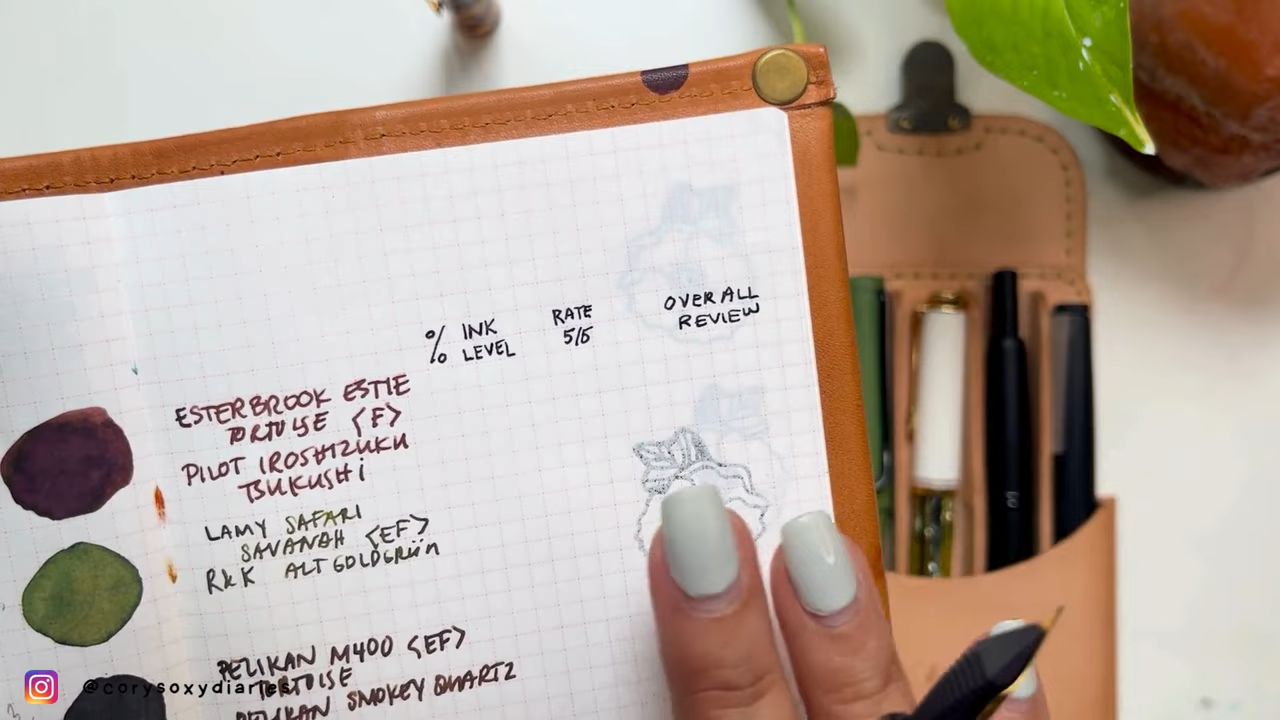 % INK LEVEL
RATE 5/5
OVERALL REVIEW
ESTERBROOK ESTIE
TORTOISE <F>
PILOT IROSHIZUKU
TSUKUSHI
LAMY SAFARI
SAVANAH <EF>
R&K ALT GOLDGRÜN
PELIKAN M400 <EF>
TORTOISE
PELIKAN SMOKEY QUARTZ
@corysoxydiaries